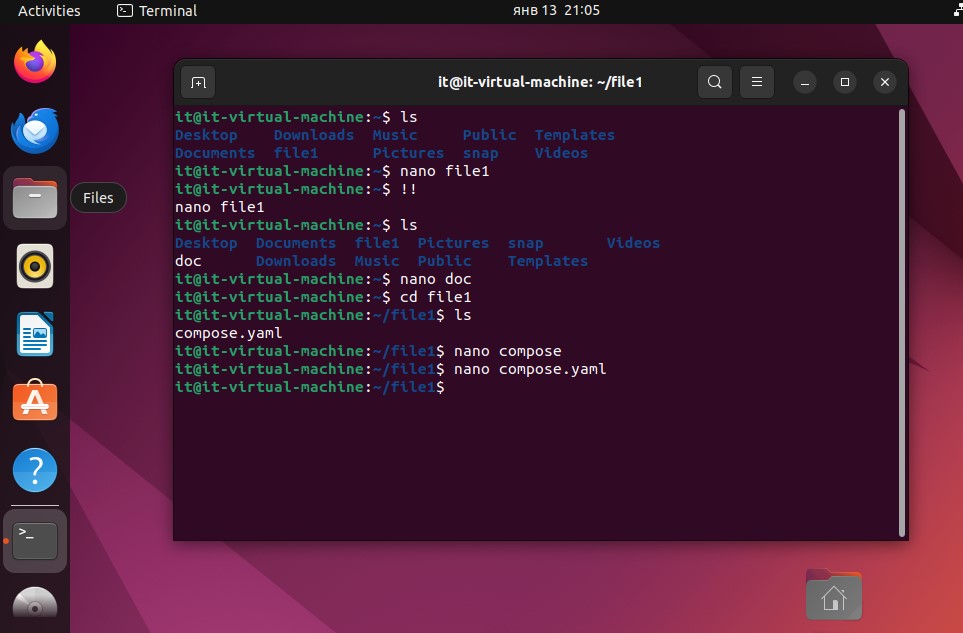 Activities Terminal янв 13 21:05
it@it-virtual-machine: ~/file1
it@it-virtual-machine:~$ ls
Desktop Downloads Music Public Templates
Documents file1 Pictures snap Videos
it@it-virtual-machine:~$ nano file1
it@it-virtual-machine:~$ !!
nano file1
it@it-virtual-machine:~$ ls
Desktop Documents file1 Pictures snap Videos
doc Downloads Music Public Templates
it@it-virtual-machine:~$ nano doc
it@it-virtual-machine:~$ cd file1
it@it-virtual-machine:~/file1$ ls
compose.yaml
it@it-virtual-machine:~/file1$ nano compose
it@it-virtual-machine:~/file1$ nano compose.yaml
it@it-virtual-machine:~/file1$
Files